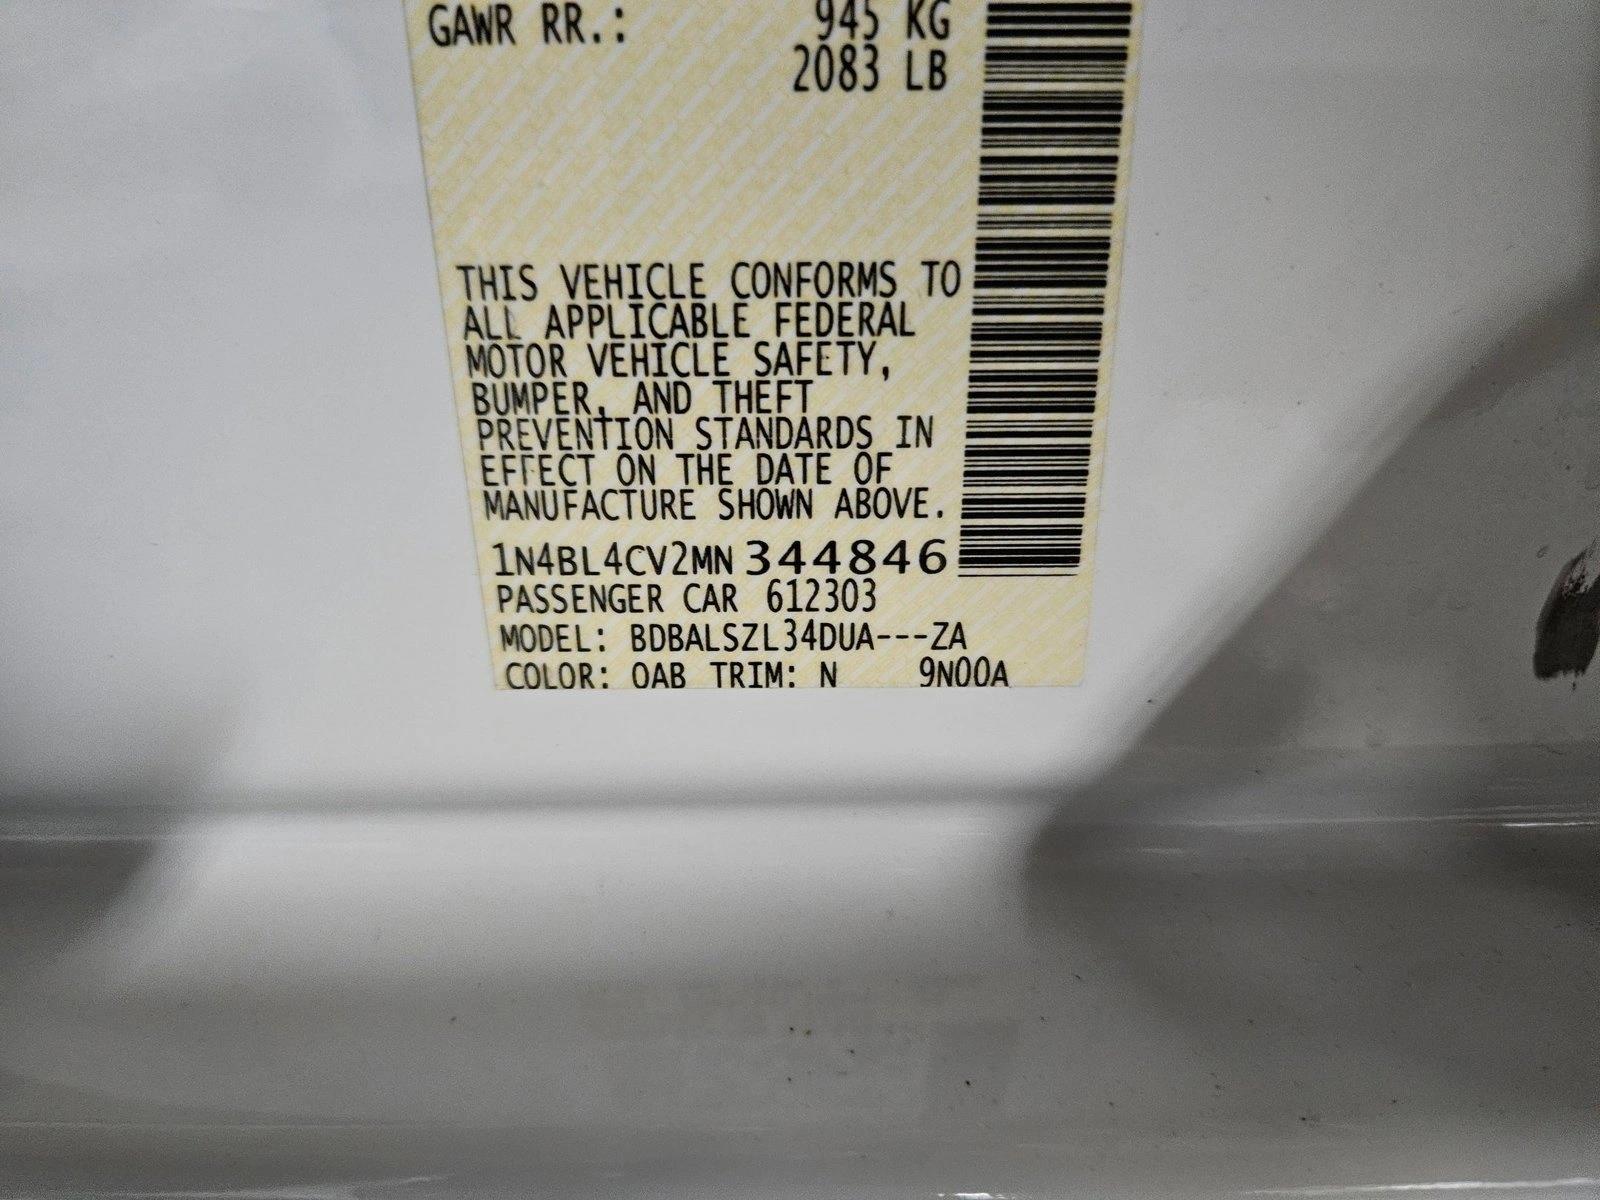 GAWR RR.: 945 KG
2083 LB
THIS VEHICLE CONFORMS TO
ALL APPLICABLE FEDERAL
MOTOR VEHICLE SAFETY,
BUMPER, AND THEFT
PREVENTION STANDARDS IN
EFFECT ON THE DATE OF
MANUFACTURE SHOWN ABOVE.
1N4BL4CV2MN344846
PASSENGER CAR 612303
MODEL: BDBALSZL34DUA---ZA
COLOR: QAB TRIM: N 9N00A